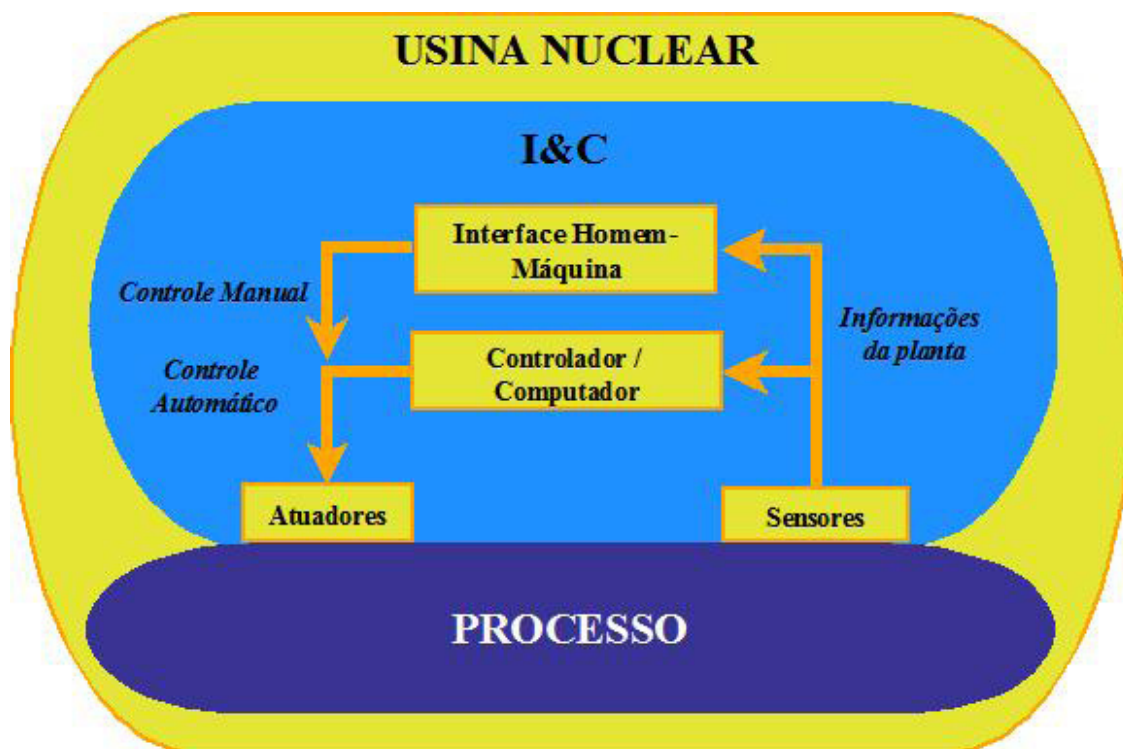 USINA NUCLEAR
I&C
Interface Homem-
Máquina
Controle Manual
Informações
da planta
Controlador /
Computador
Controle
Automático
Atuadores
Sensores
PROCESSO